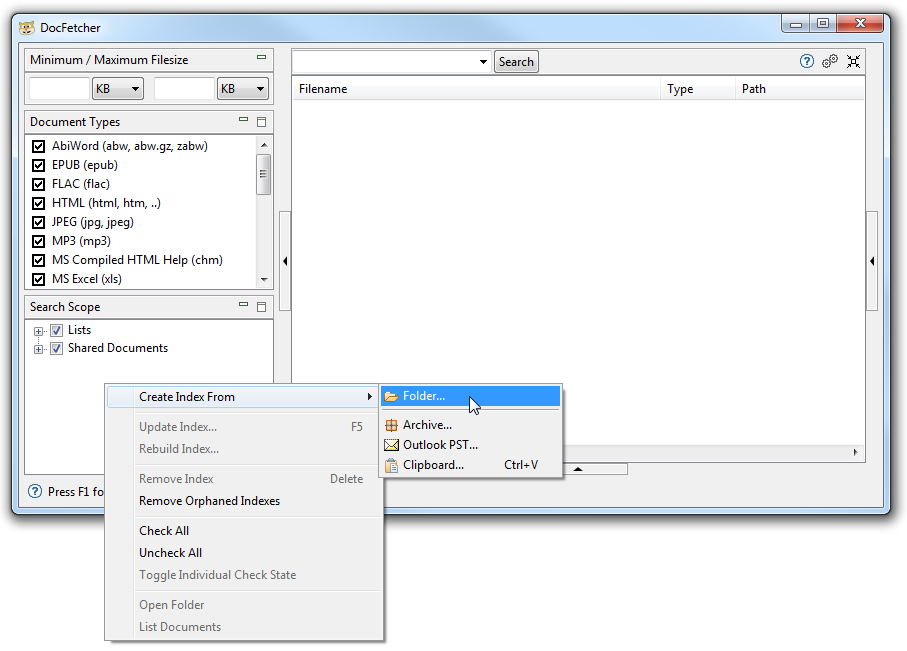 DocFetcher
Minimum / Maximum Filesize
KB
KB
Search
Filename
Type
Path
Document Types
AbiWord (abw, abw.gz, zabw)
EPUB (epub)
FLAC (flac)
HTML (html, htm, ..)
JPEG (jpg, jpeg)
MP3 (mp3)
MS Compiled HTML Help (chm)
MS Excel (xls)
Search Scope
Lists
Shared Documents
Press F1 fo
Create Index From
Update Index... F5
Rebuild Index...
Remove Index Delete
Remove Orphaned Indexes
Check All
Uncheck All
Toggle Individual Check State
Open Folder
List Documents
Folder...
Archive...
Outlook PST...
Clipboard... Ctrl+V